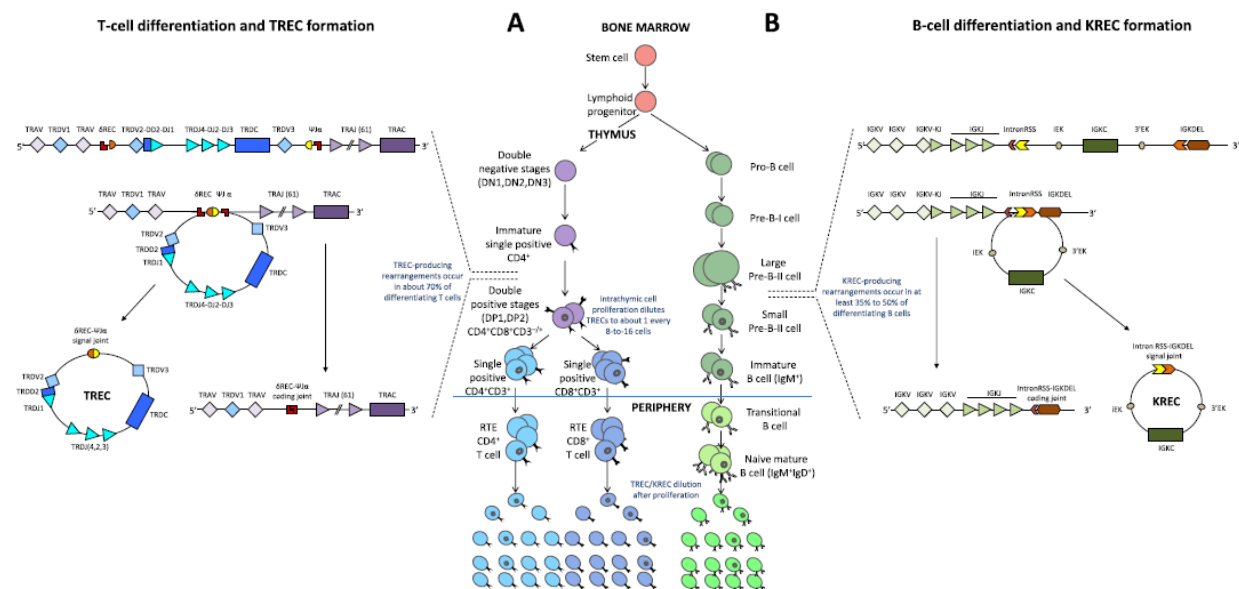 T-cell differentiation and TREC formation
A
BONE MARROW
B
B-cell differentiation and KREC formation
Stem cell
Lymphoid
progenitor
THYMUS
Double
negative stages
(DN1,DN2,DN3)
Immature
single positive
CD4⁺
Double
positive stages
(DP1,DP2)
CD4⁺CD8⁺CD3⁻/⁺
Single
positive
CD4⁺CD3⁺
Single
positive
CD8⁺CD3⁺
PERIPHERY
RTE
CD4⁺
T cell
RTE
CD8⁺
T cell
Pro-B cell
Pre-B-I cell
Large
Pre-B-II cell
Small
Pre-B-II cell
Immature
B cell (IgM⁺)
Transitional
B cell
Naive mature
B cell (IgM⁺IgD⁺)
TREC-producing
rearrangements occur
in about 70% of
differentiating T cells
intrathymic cell
proliferation dilutes
TRECs to about 1 every
8-to-16 cells
TREC/KREC dilution
after proliferation
KREC-producing
rearrangements occur in at
least 35% to 50% of
differentiating B cells
TRAV TRDV1 TRAV δREC TRDV2-DD2-DJ1 TRDJ4-DJ2-DJ3 TRDC TRDV3 ΨJα TRAJ (61) TRAC
5' 3'
TRAV TRDV1 TRAV δREC ΨJ α TRAJ (61) TRAC
5' 3'
TRDV2
TRDD2
TRDJ1
TRDV3
TRDC
TRDJ4-DJ2-DJ3
δREC-ΨJα
signal joint
TRDV2
TRDD2
TRDJ1
TREC
TRDV3
TRDC
TRDJ(4,2,3)
TRAV TRDV1 TRAV
δREC-ΨJα
coding joint
TRAJ (61) TRAC
5' 3'
IGKV IGKV IGKV-KJ IGKJ IntronRSS iEK IGKC 3'EK IGKDEL
5' 3'
IGKV IGKV IGKV-KJ IGKJ IntronRSS IGKDEL
5' 3'
iEK
3'EK
IGKC
Intron RSS-IGKDEL
signal joint
iEK
KREC
3'EK
IGKC
IGKV IGKV IGKV IGKJ
IntronRSS-IGKDEL
coding joint
5' 3'